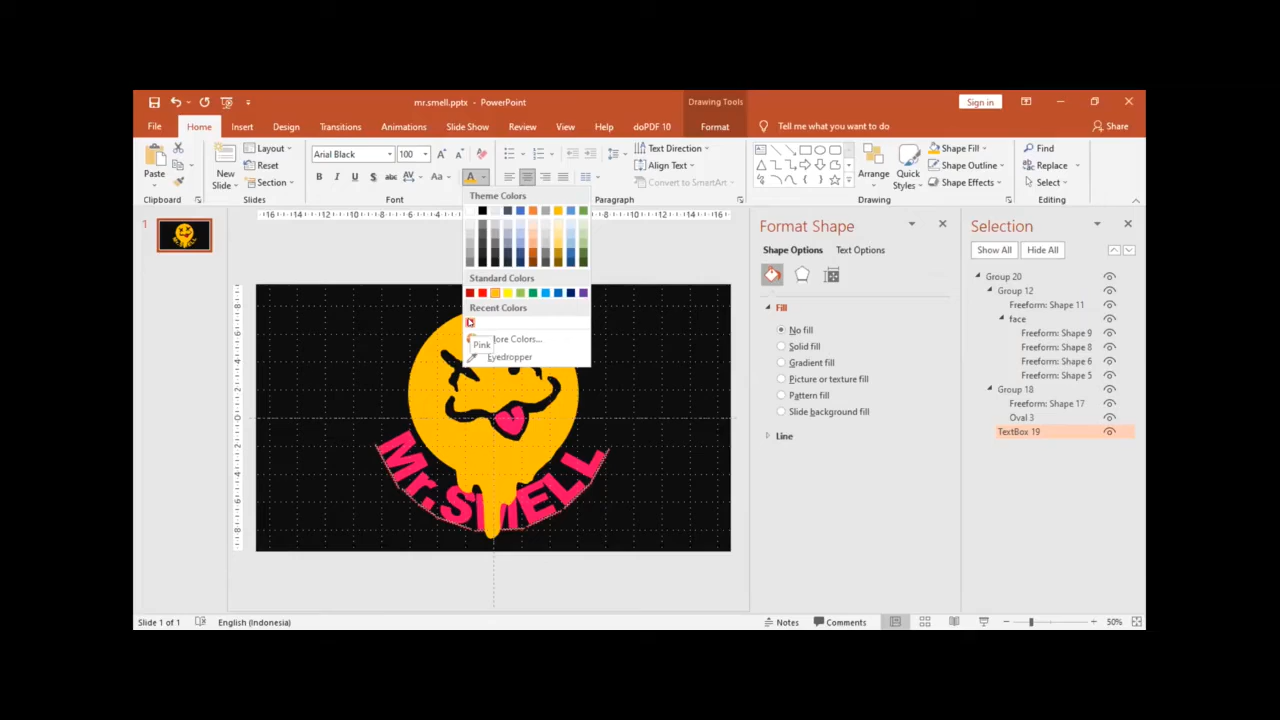 mr.smell.pptx - PowerPoint
Drawing Tools
Sign in
File Home Insert Design Transitions Animations Slide Show Review View Help doPDF 10 Format Tell me what you want to do Share
Paste
Clipboard
New
Slide
Layout
Reset
Section
Slides
Arial Black 100
B I U S abc AV Aa A
Font
Text Direction
Align Text
Convert to SmartArt
Paragraph
Arrange
Quick
Styles
Shape Fill
Shape Outline
Shape Effects
Drawing
Find
Replace
Select
Editing
Theme Colors
Standard Colors
Recent Colors
More Colors...
Pink
Eyedropper
1
Mr.SMELL
Format Shape
Shape Options Text Options
Fill
No fill
Solid fill
Gradient fill
Picture or texture fill
Pattern fill
Slide background fill
Line
Selection
Show All Hide All
Group 20
Group 12
Freeform: Shape 11
face
Freeform: Shape 9
Freeform: Shape 8
Freeform: Shape 6
Freeform: Shape 5
Group 18
Freeform: Shape 17
Oval 3
TextBox 19
Slide 1 of 1 English (Indonesia) Notes Comments 50%